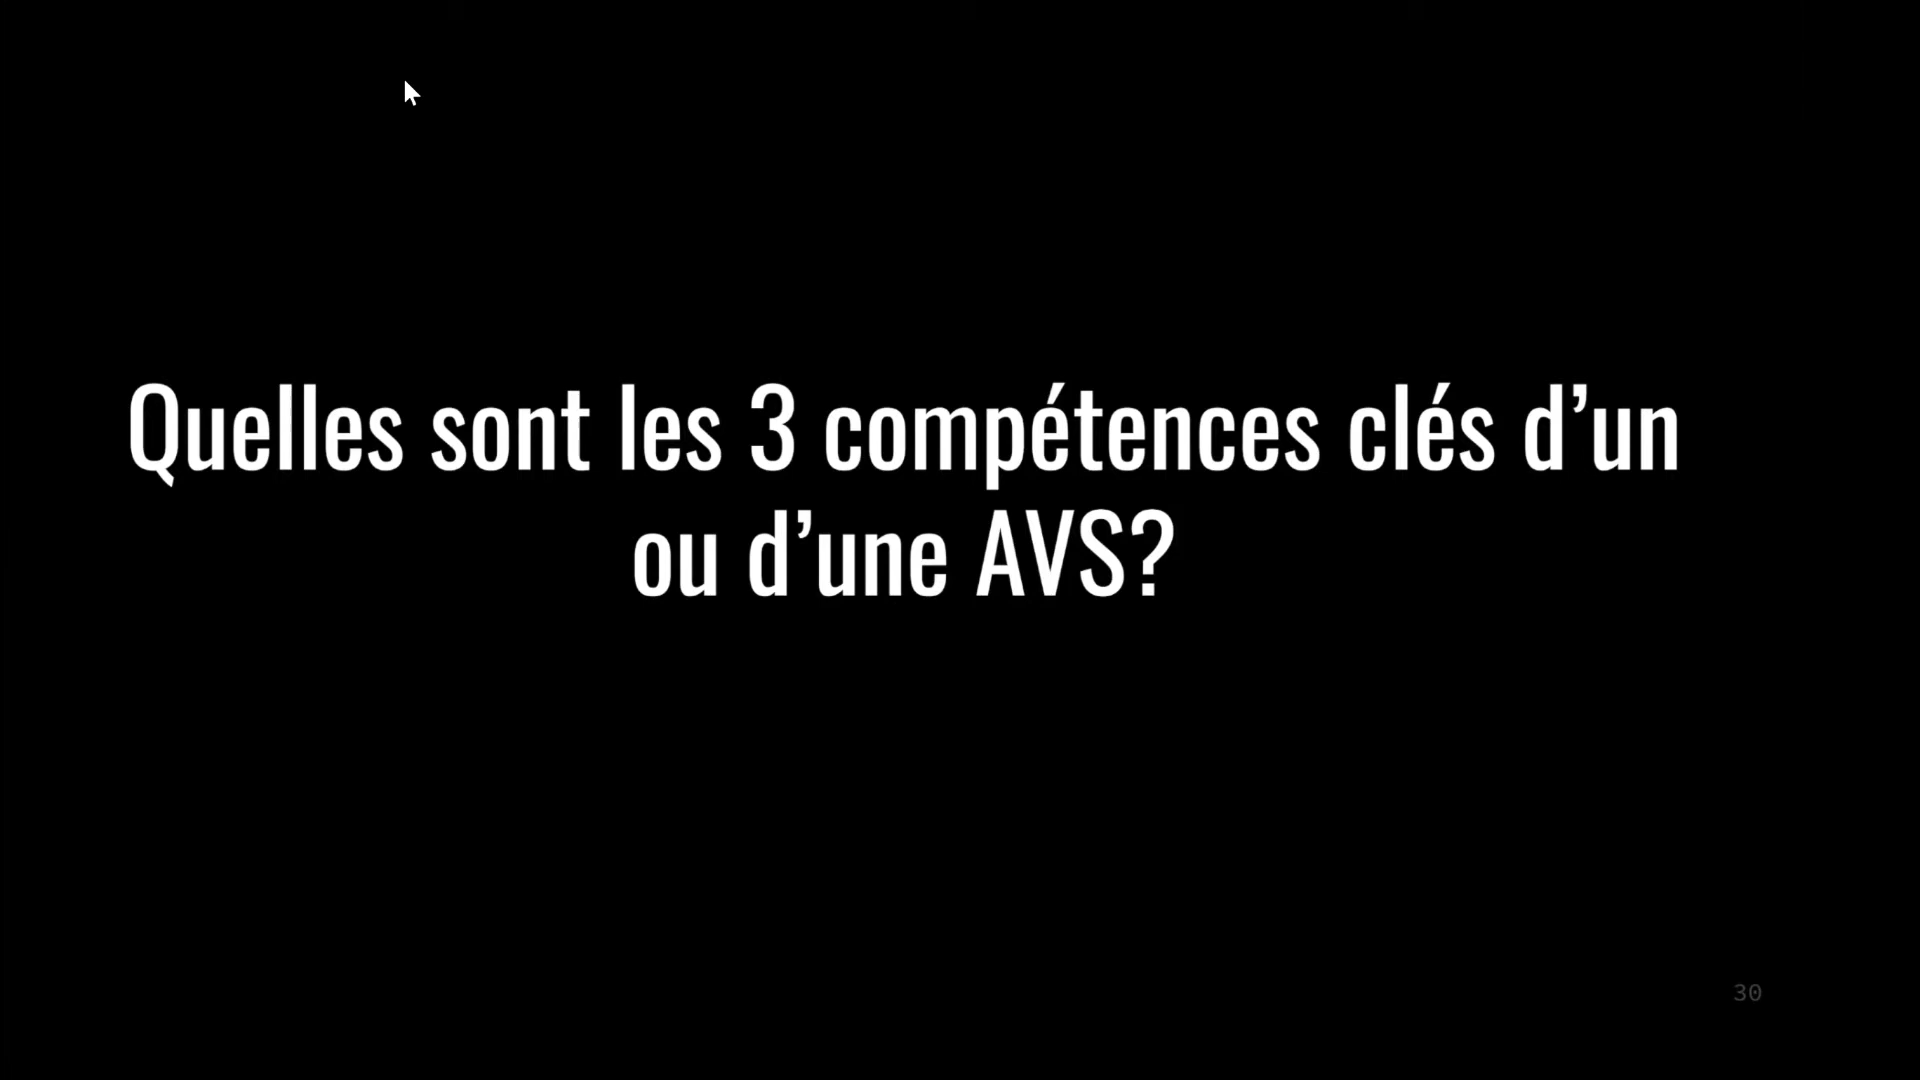 Quelles sont les 3 compétences clés d’un
ou d’une AVS?
30